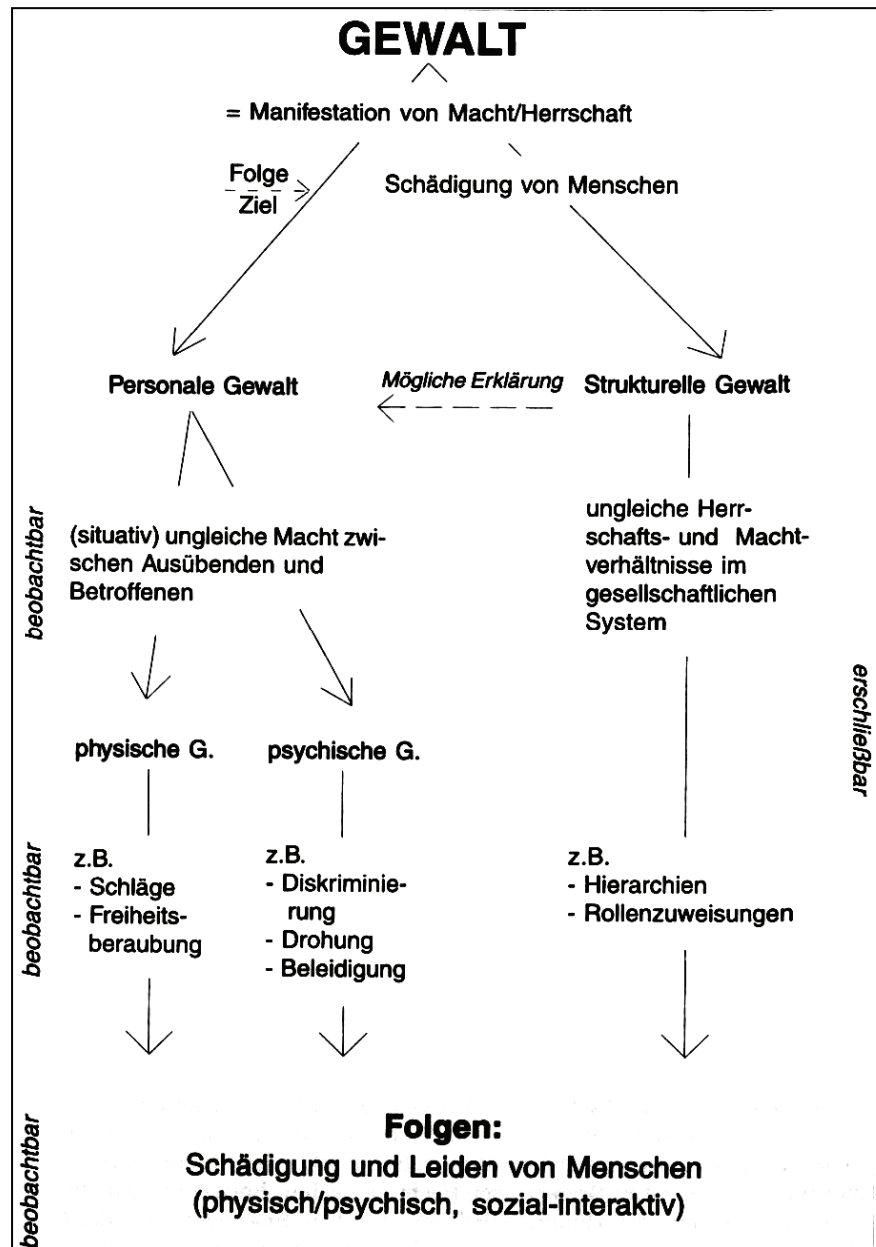 GEWALT
= Manifestation von Macht/Herrschaft
Folge
Ziel
Schädigung von Menschen
Personale Gewalt
Mögliche Erklärung
Strukturelle Gewalt
beobachtbar
(situativ) ungleiche Macht zwi-
schen Ausübenden und
Betroffenen
ungleiche Herr-
schafts- und Macht-
verhältnisse im
gesellschaftlichen
System
erschließbar
physische G.
psychische G.
beobachtbar
z.B.
- Schläge
- Freiheits-
beraubung
z.B.
- Diskriminie-
rung
- Drohung
- Beleidigung
z.B.
- Hierarchien
- Rollenzuweisungen
beobachtbar
Folgen:
Schädigung und Leiden von Menschen
(physisch/psychisch, sozial-interaktiv)